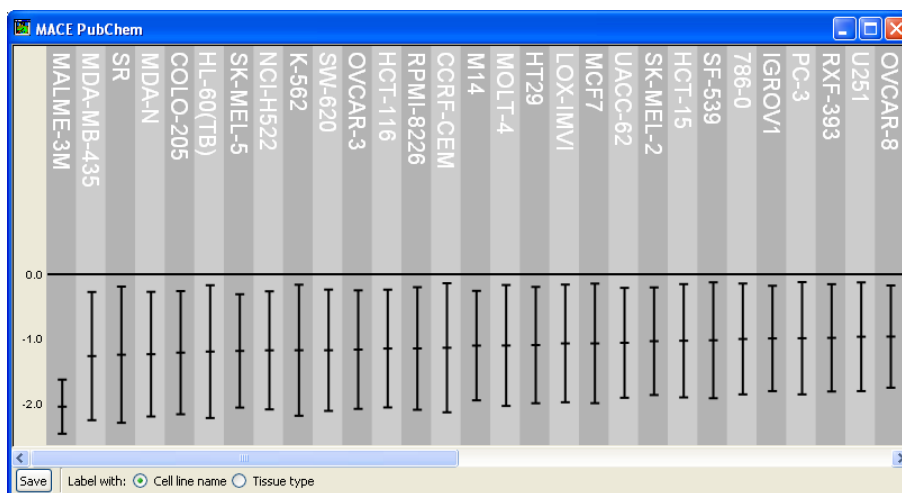 MACE PubChem
MALME-3M
MDA-MB-435
SR
MDA-N
COLO-205
HL-60(TB)
SK-MEL-5
NCI-H522
K-562
SW-620
OVCAR-3
HCT-116
RPMI-8226
CCRF-CEM
M14
MOLT-4
HT29
LOX-IMVI
MCF7
UACC-62
SK-MEL-2
HCT-15
SF-539
786-0
IGROV1
PC-3
RXF-393
U251
OVCAR-8
0.0
-1.0
-2.0
Save Label with: Cell line name Tissue type